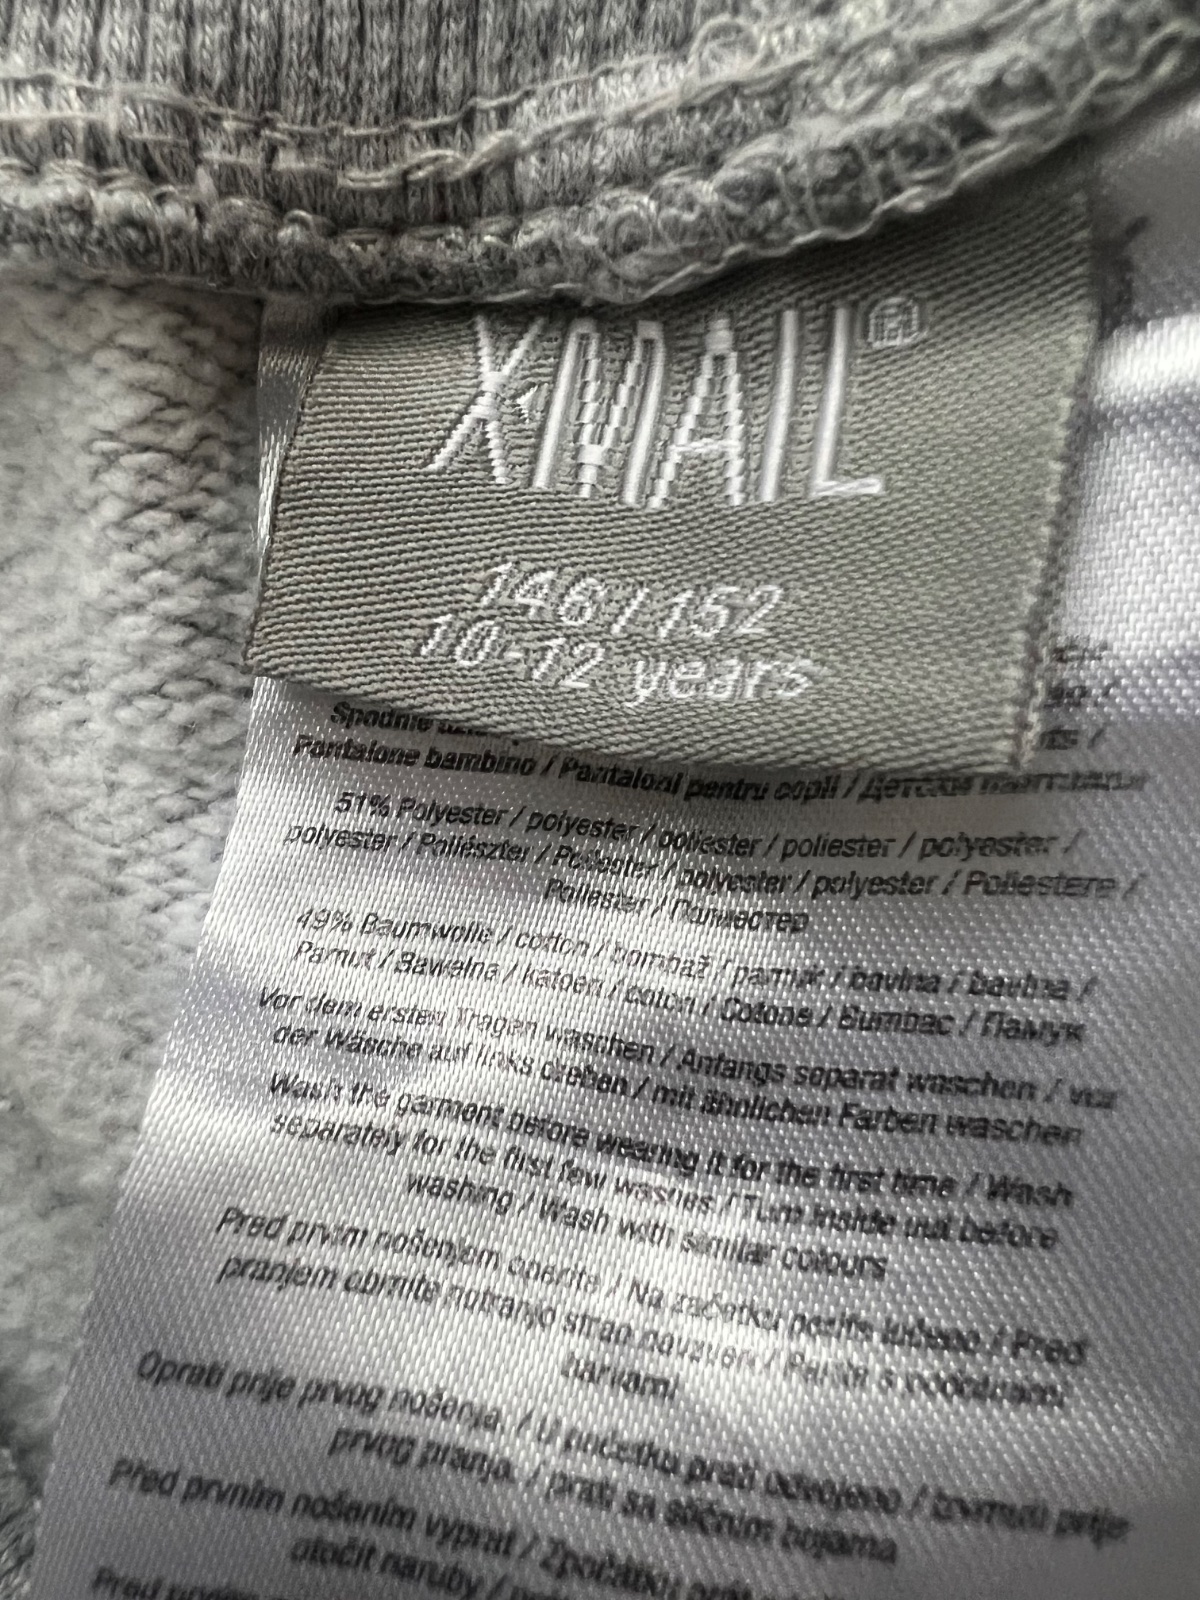 XMAIL®
146/152
10-12 years
Spodnie
Pantalone bambino / Pantaloni pentru copii / Детски
51% Polyester / polyester / poliester / poliester / polyester /
polyester / Poliészter / Poliester / polyester / polyester / Poliestere /
Poliester / Полиестер
49% Baumwolle / cotton / bombaž / pamuk / bavlna / bavlna /
Pamut / Bawełna / katoen / coton / Cotone / Bumbac / Памук
Vor dem ersten Tragen waschen / Anfangs separat waschen / vor
der Wäsche auf links drehen / mit ähnlichen Farben waschen
Wash the garment before wearing it for the first time / Wash
separately for the first few washes / Turn inside out before
washing / Wash with similar colours
Pred prvim nošenjem operite / Na začetku perite ločeno / Pred
pranjem obrnite notranjo stran navzven / Perite s podobnimi
barvami
Oprati prije prvog nošenja. / U početku prati odvojeno / Izvrnuti prije
prvog pranja. / prati sa sličnim bojama
Před prvním nošením vyprat / Zpočátku prát
otočit naruby /
Pred